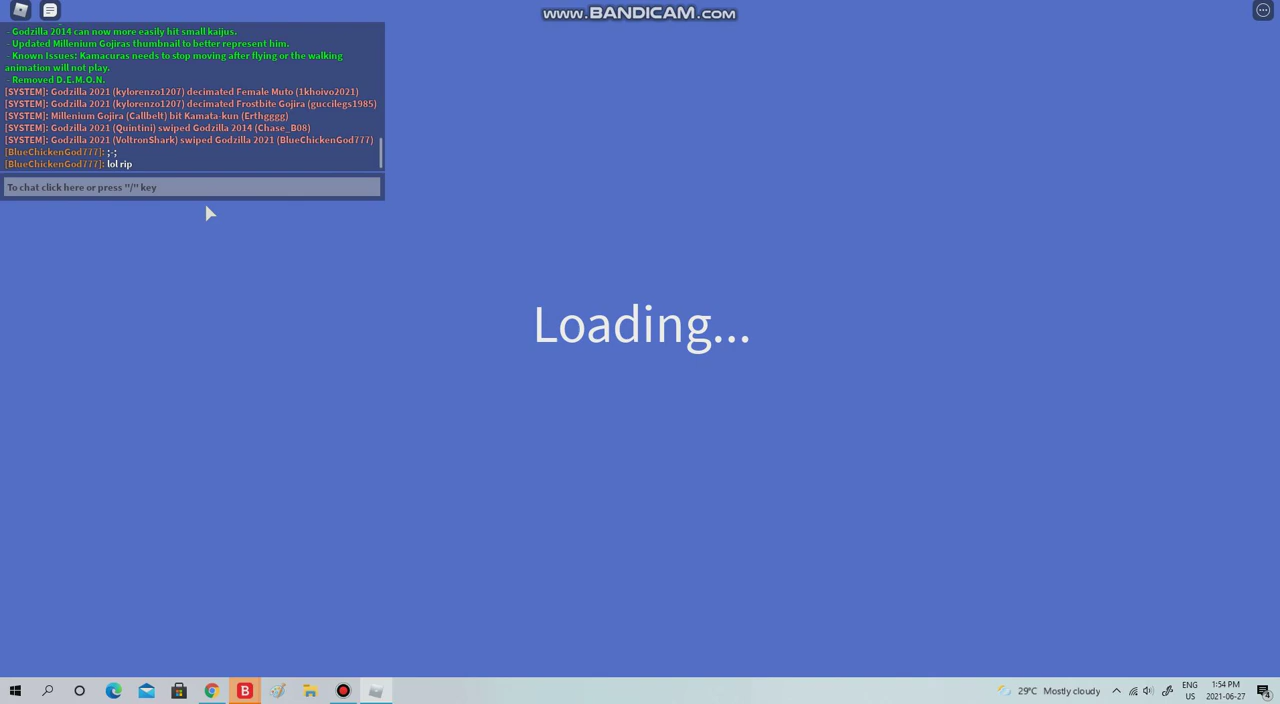 www.BANDICAM.com
- Godzilla 2014 can now more easily hit small kaijus.
- Updated Millenium Gojiras thumbnail to better represent him.
- Known Issues: Kamacuras needs to stop moving after flying or the walking
animation will not play.
- Removed D.E.M.O.N.
[SYSTEM]: Godzilla 2021 (kylorenzo1207) decimated Female Muto (1khoivo2021)
[SYSTEM]: Godzilla 2021 (kylorenzo1207) decimated Frostbite Gojira (guccilegs1985)
[SYSTEM]: Millenium Gojira (Callbelt) bit Kamata-kun (Erthgggg)
[SYSTEM]: Godzilla 2021 (Quintini) swiped Godzilla 2014 (Chase_B08)
[SYSTEM]: Godzilla 2021 (VoltronShark) swiped Godzilla 2021 (BlueChickenGod777)
[BlueChickenGod777]: ;-;
[BlueChickenGod777]: lol rip
To chat click here or press "/" key
Loading...
B
29°C Mostly cloudy
ENG
US
1:54 PM
2021-06-27
4